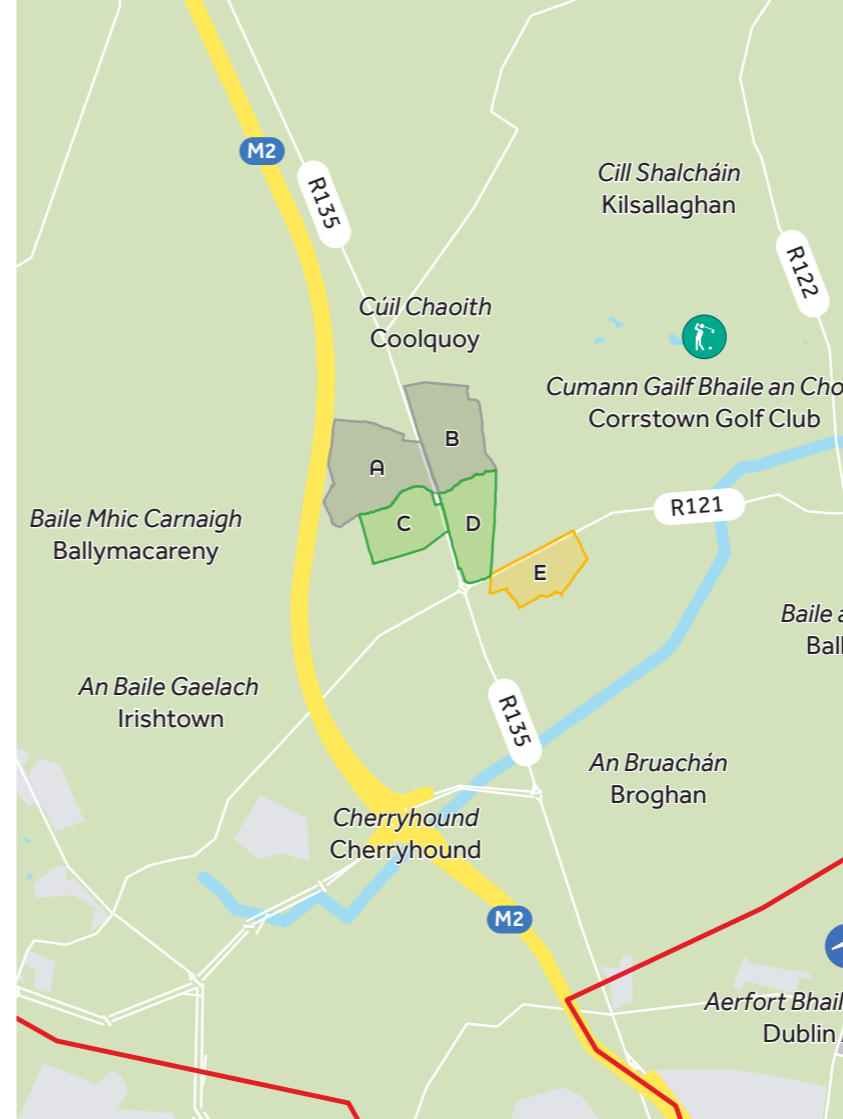 M2
R135
Cill Shalcháin
Kilsallaghan
R122
Cúil Chaoith
Coolquoy
Cumann Gailf Bhaile an Cho
Corrstown Golf Club
B
A
R121
Baile Mhic Carnaigh
Ballymacareny
C
D
E
Baile a
Ball
An Baile Gaelach
Irishtown
R135
An Bruachán
Broghan
Cherryhound
Cherryhound
M2
Aerfort Bhail
Dublin